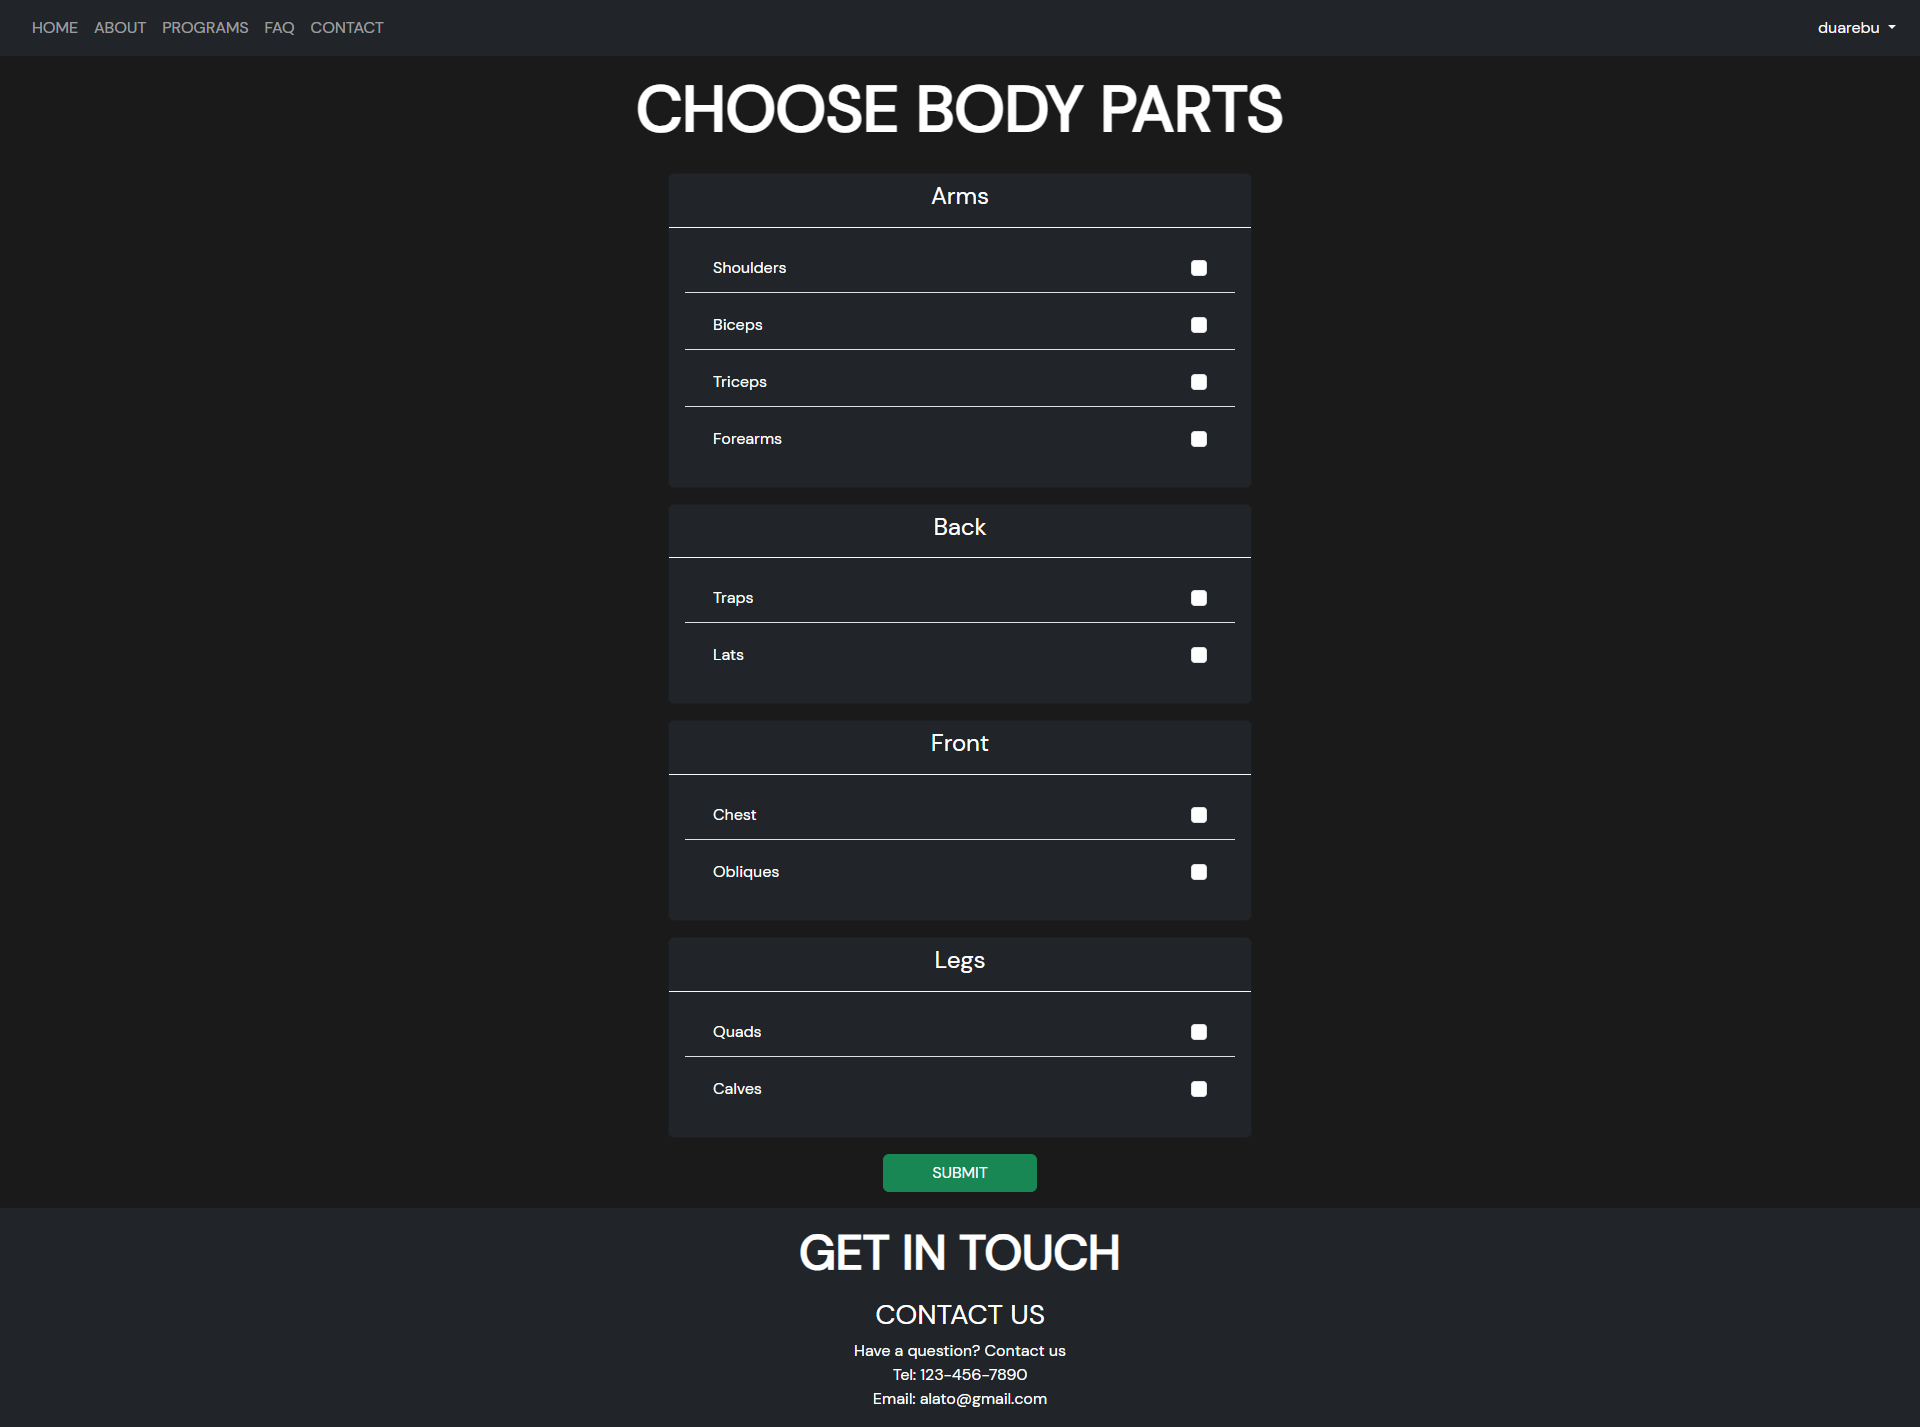 HOME ABOUT PROGRAMS FAQ CONTACT duarebu
CHOOSE BODY PARTS
Arms
Shoulders
Biceps
Triceps
Forearms
Back
Traps
Lats
Front
Chest
Obliques
Legs
Quads
Calves
SUBMIT
GET IN TOUCH
CONTACT US
Have a question? Contact us
Tel: 123-456-7890
Email: alato@gmail.com